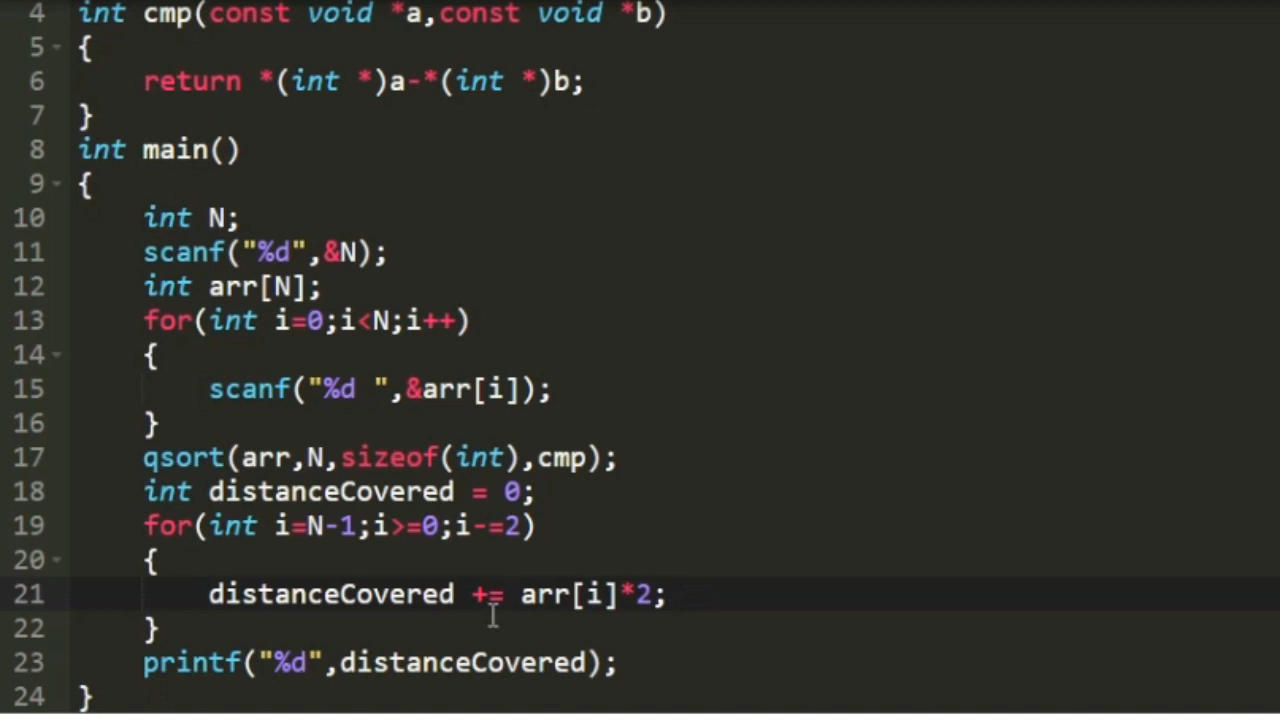 4 int cmp(const void *a,const void *b)
5 {
6     return *(int *)a-*(int *)b;
7 }
8 int main()
9 {
10     int N;
11     scanf("%d",&N);
12     int arr[N];
13     for(int i=0;i<N;i++)
14     {
15         scanf("%d ",&arr[i]);
16     }
17     qsort(arr,N,sizeof(int),cmp);
18     int distanceCovered = 0;
19     for(int i=N-1;i>=0;i-=2)
20     {
21         distanceCovered += arr[i]*2;
22     }
23     printf("%d",distanceCovered);
24 }